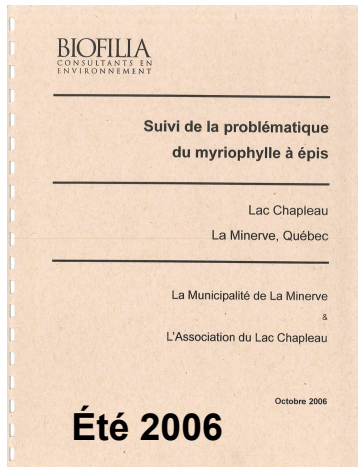 BIOFILIA
CONSULTANTS EN
ENVIRONNEMENT
Suivi de la problématique
du myriophylle à épis
Lac Chapleau
La Minerve, Québec
La Municipalité de La Minerve
&
L'Association du Lac Chapleau
Octobre 2006
Été 2006